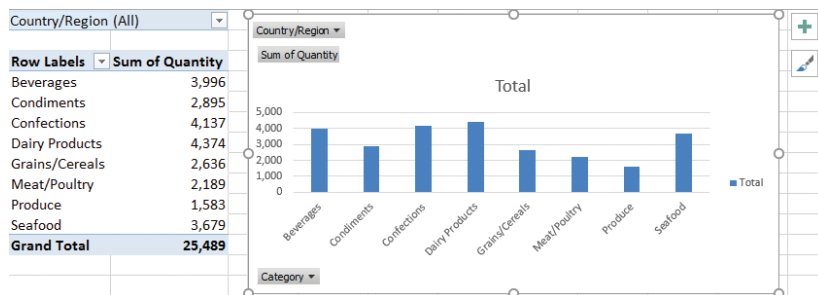 Country/Region (All)
Row Labels Sum of Quantity
Beverages 3,996
Condiments 2,895
Confections 4,137
Dairy Products 4,374
Grains/Cereals 2,636
Meat/Poultry 2,189
Produce 1,583
Seafood 3,679
Grand Total 25,489
Country/Region
Sum of Quantity
Total
5,000
4,000
3,000
2,000
1,000
0
Beverages
Condiments
Confections
Dairy Products
Grains/Cereals
Meat/Poultry
Produce
Seafood
Total
Category